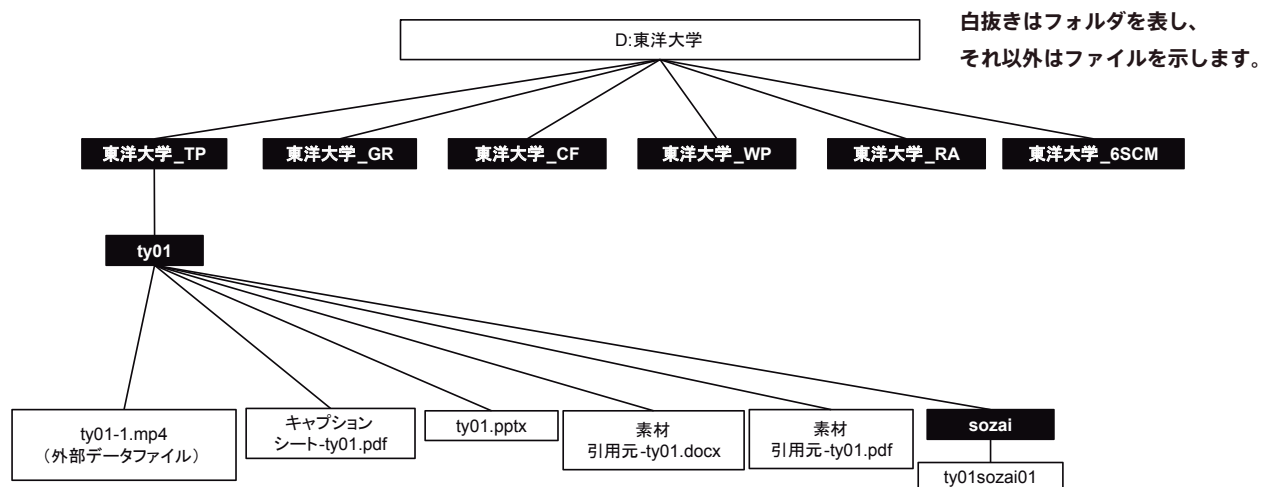 白抜きはフォルダを表し、
それ以外はファイルを示します。
D:東洋大学
東洋大学_TP
東洋大学_GR
東洋大学_CF
東洋大学_WP
東洋大学_RA
東洋大学_6SCM
ty01
ty01-1.mp4
（外部データファイル）
キャプション
シート-ty01.pdf
ty01.pptx
素材
引用元-ty01.docx
素材
引用元-ty01.pdf
sozai
ty01sozai01